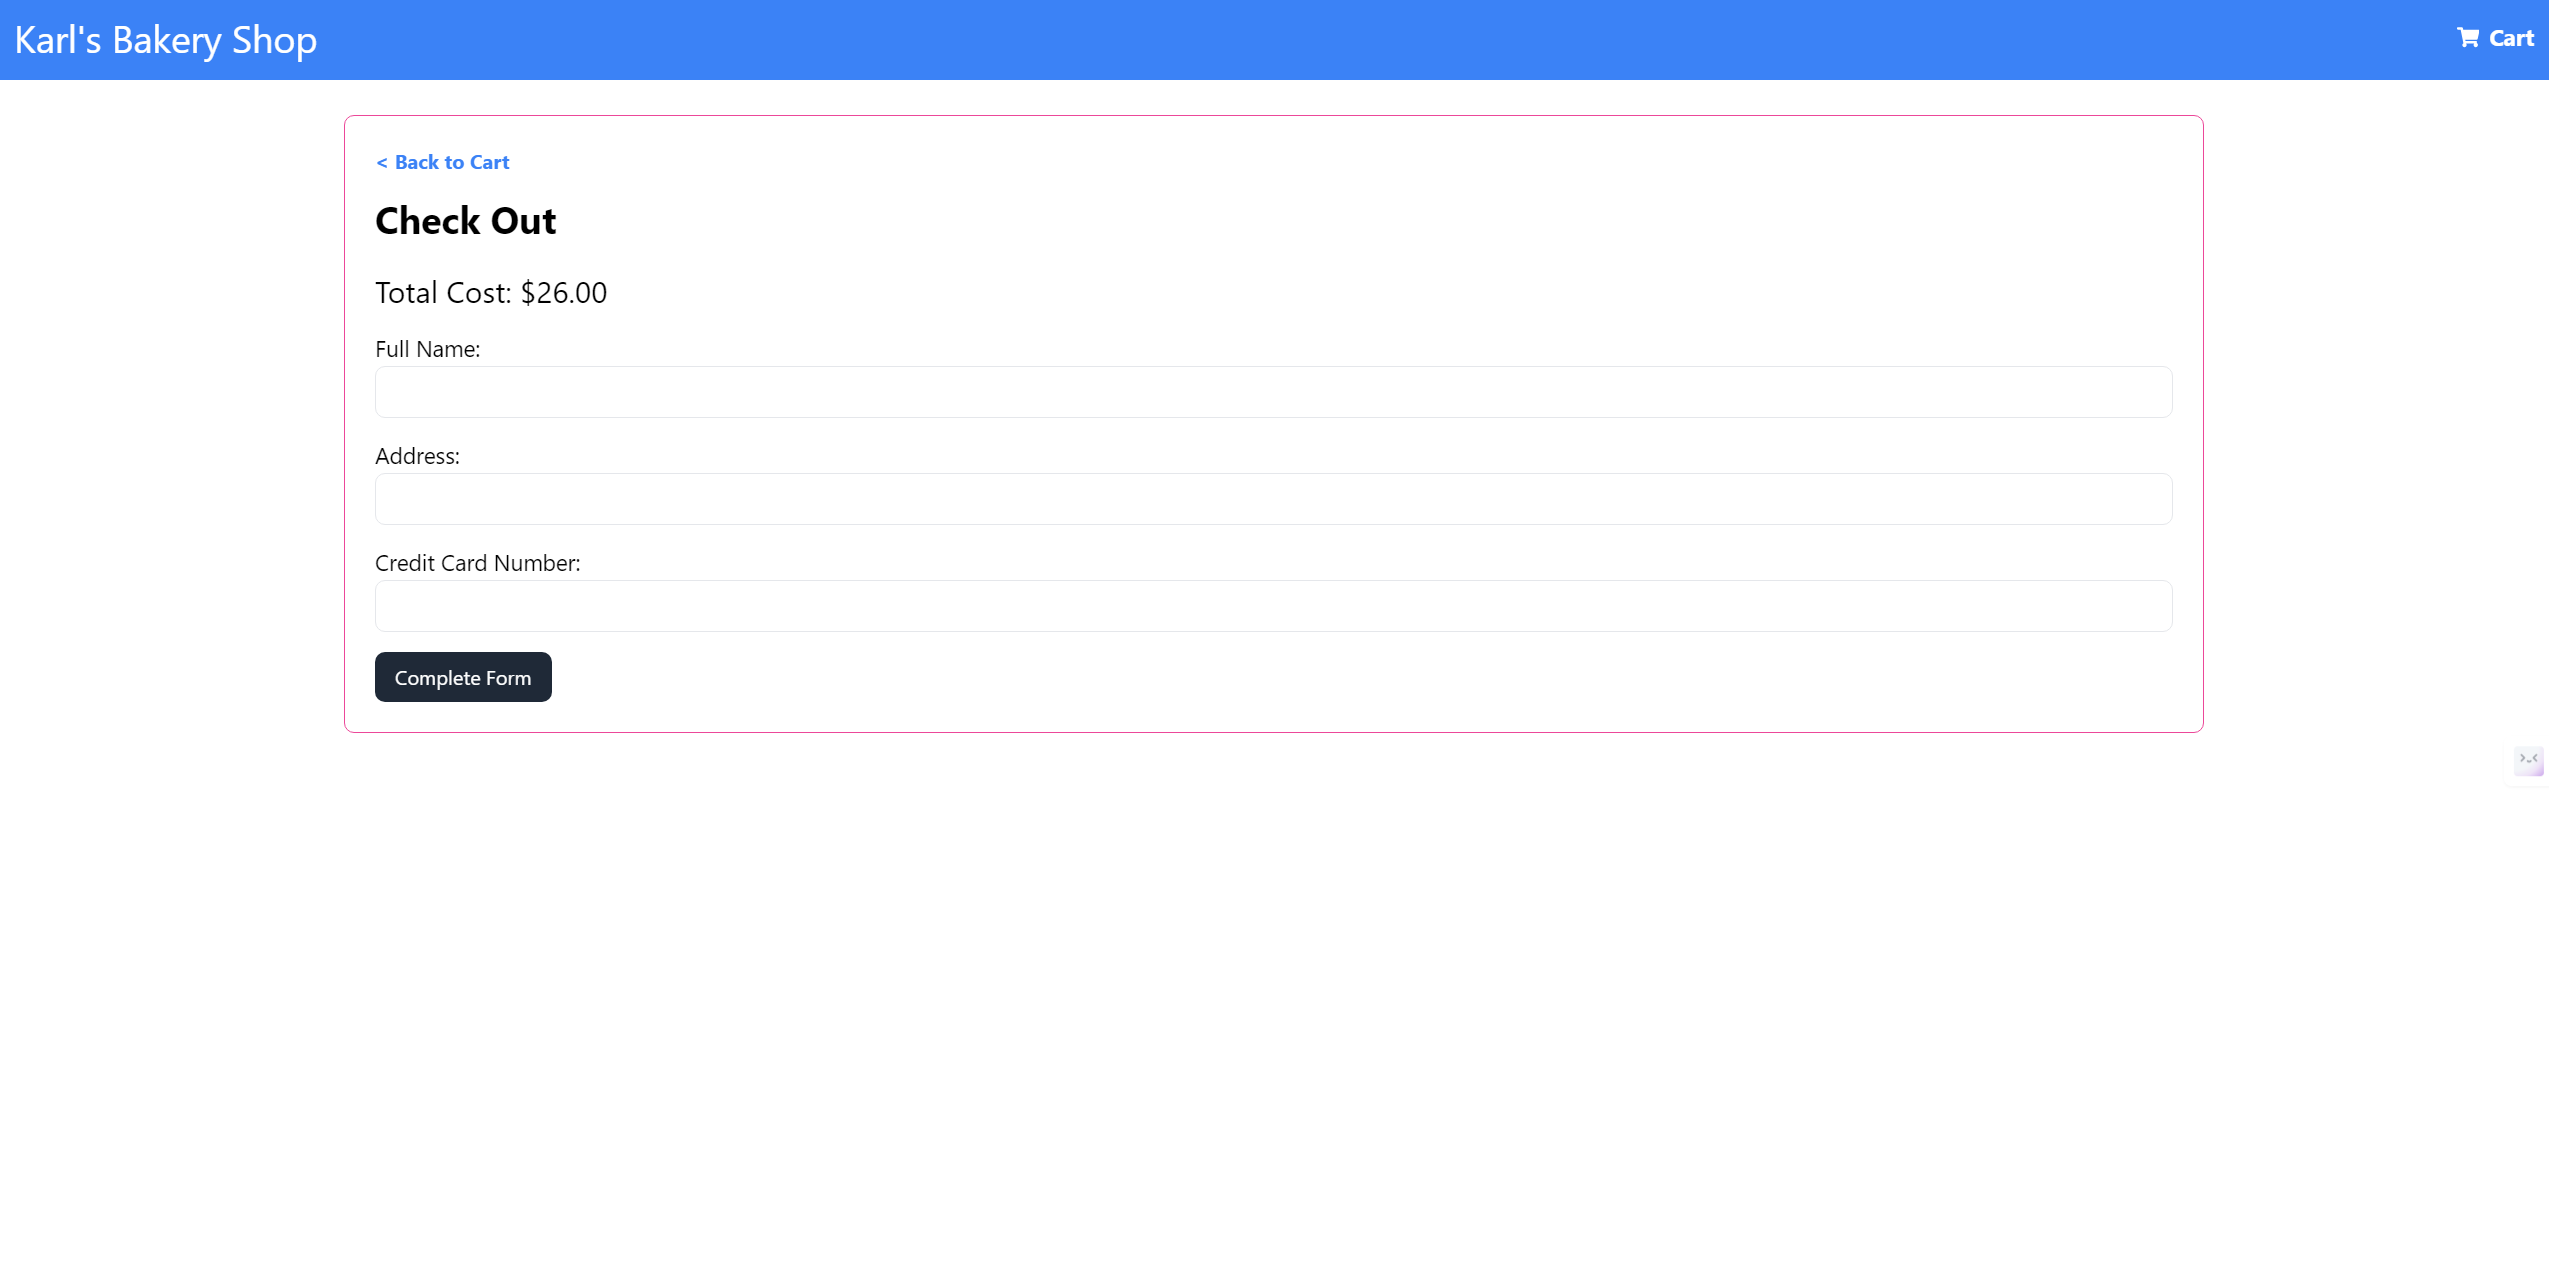 Karl's Bakery Shop
Cart
< Back to Cart
Check Out
Total Cost: $26.00
Full Name:
Address:
Credit Card Number:
Complete Form